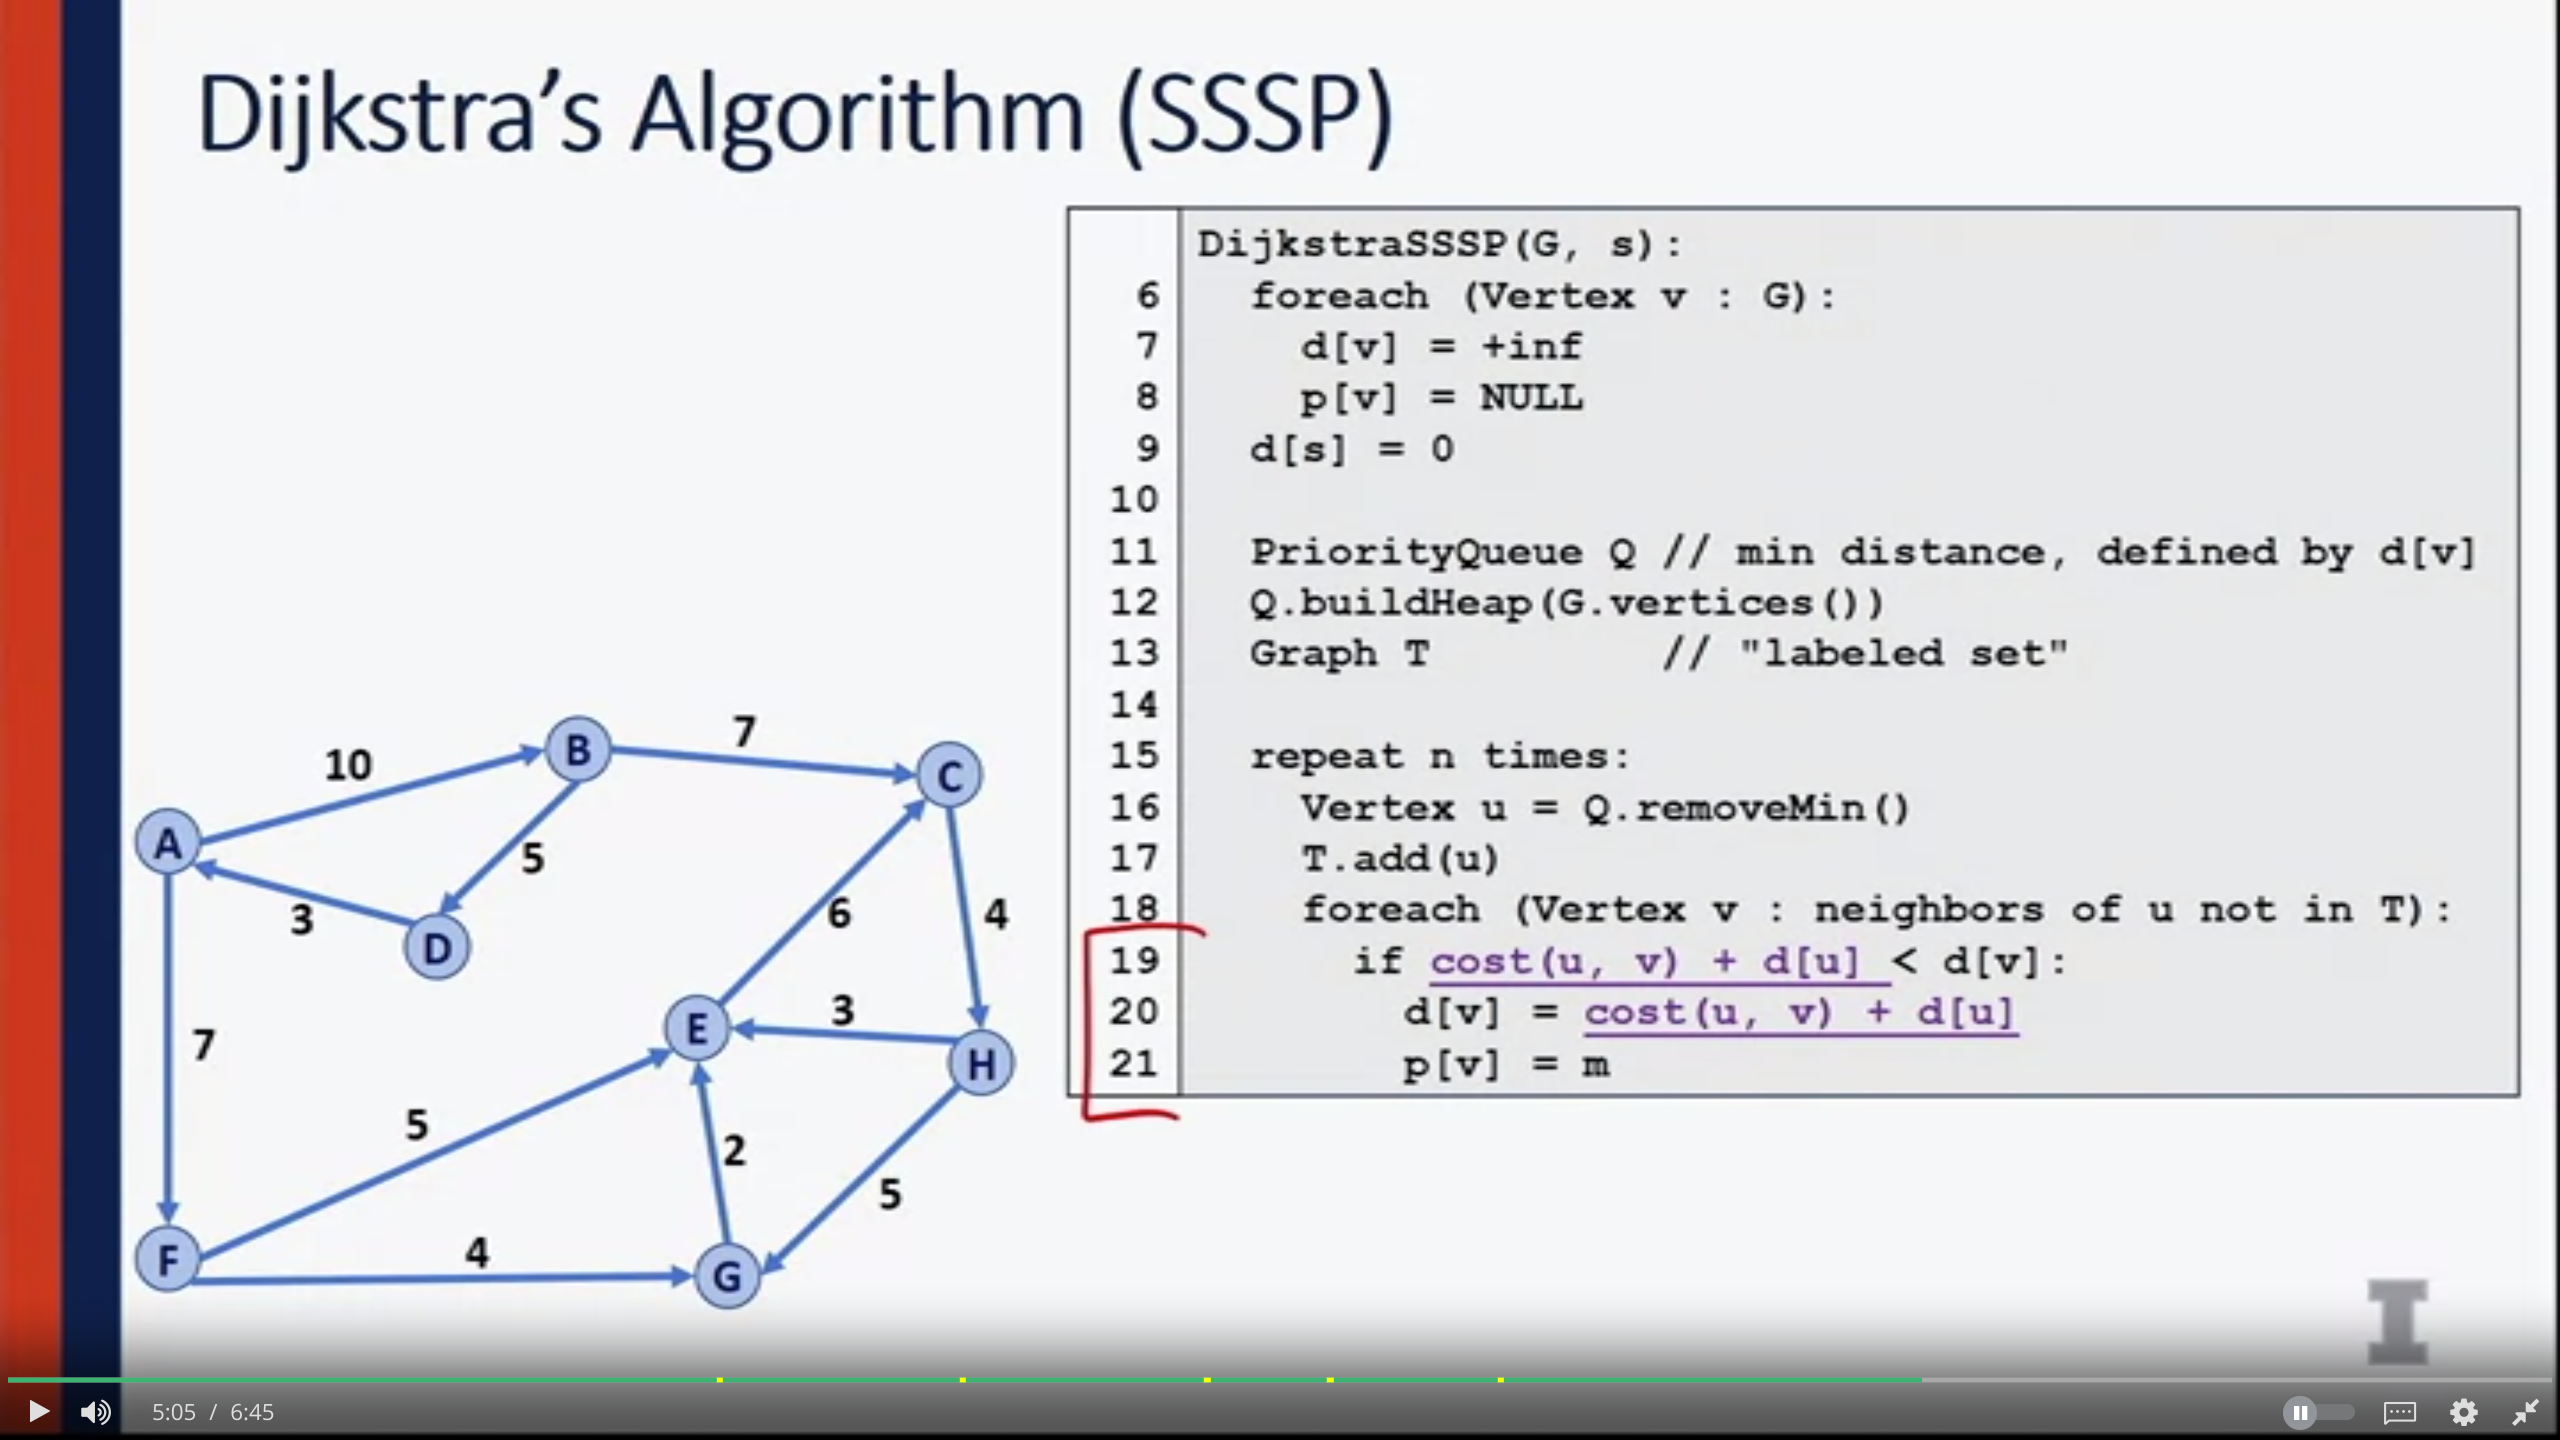 Dijkstra's Algorithm (SSSP)
DijkstraSSSP(G, s):
6 foreach (Vertex v : G):
7 d[v] = +inf
8 p[v] = NULL
9 d[s] = 0
10
11 PriorityQueue Q // min distance, defined by d[v]
12 Q.buildHeap(G.vertices())
13 Graph T // "labeled set"
14
15 repeat n times:
16 Vertex u = Q.removeMin()
17 T.add(u)
18 foreach (Vertex v : neighbors of u not in T):
19 if cost(u, v) + d[u] < d[v]:
20 d[v] = cost(u, v) + d[u]
21 p[v] = m
B
7
C
10
A
5
3
D
6
4
E
3
H
7
5
2
5
F
4
G
I
5:05 / 6:45